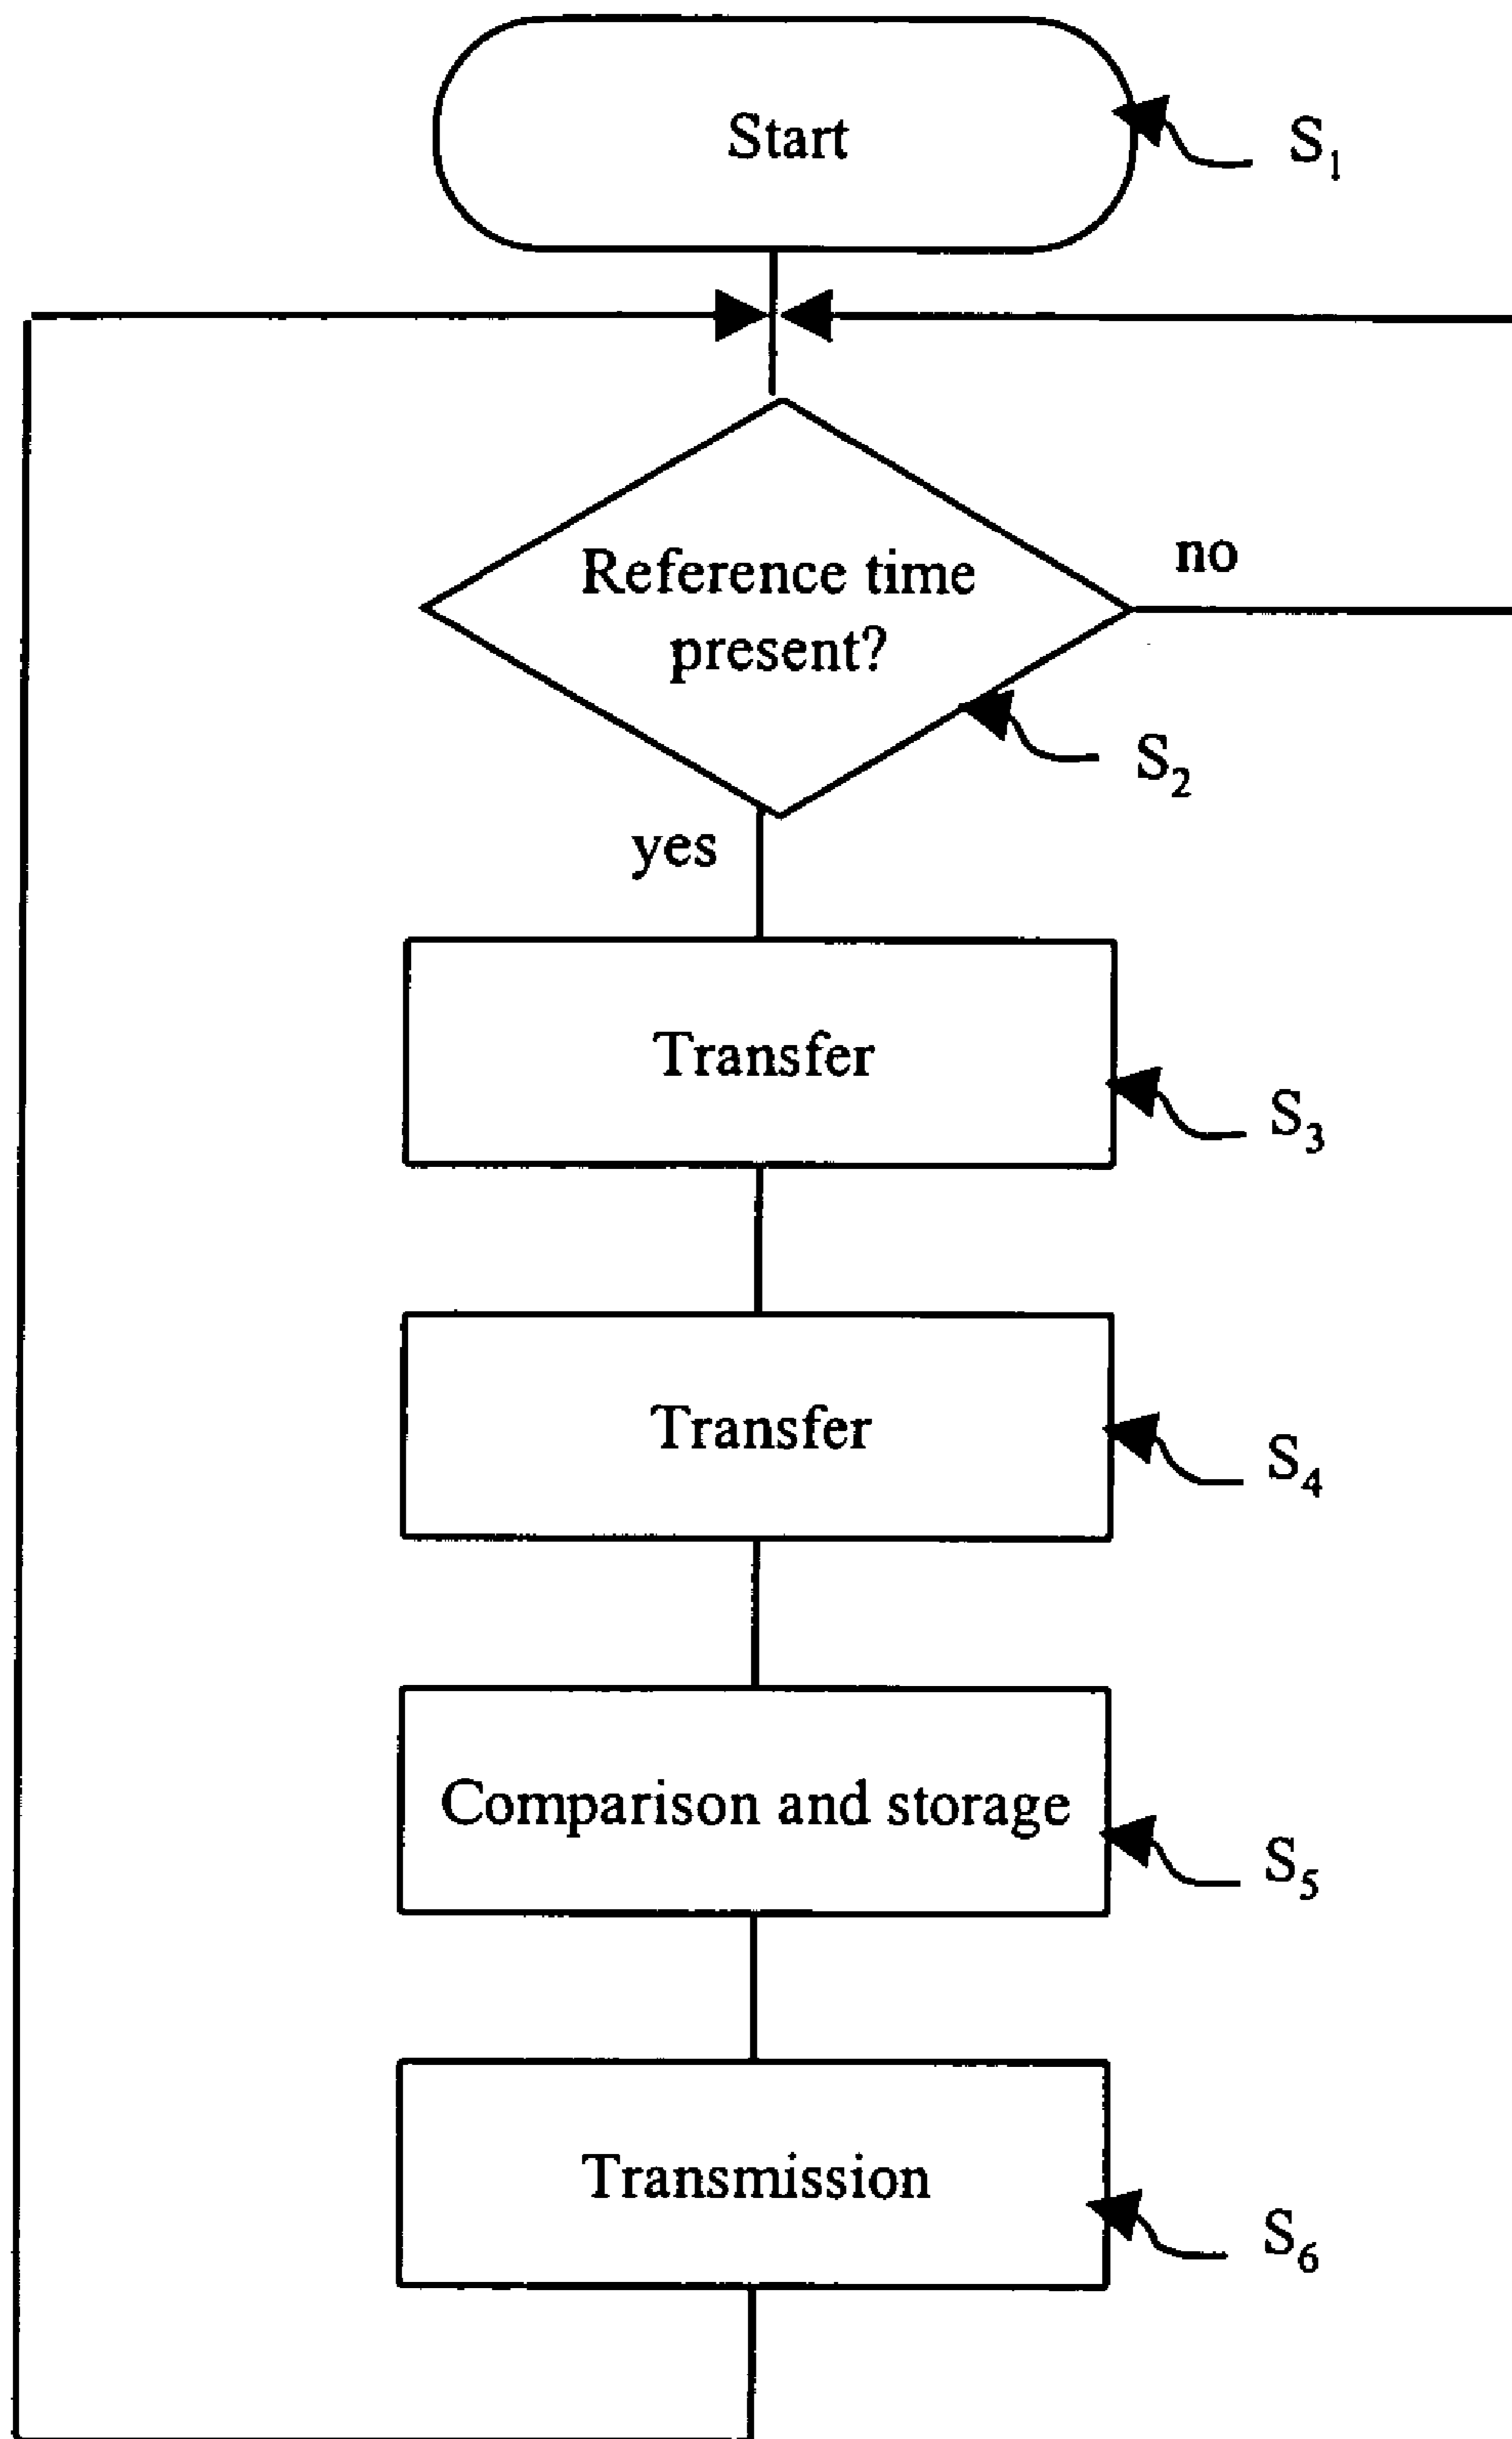 Start
S₁
Reference time
present?
no
S₂
yes
Transfer
S₃
Transfer
S₄
Comparison and storage
S₅
Transmission
S₆